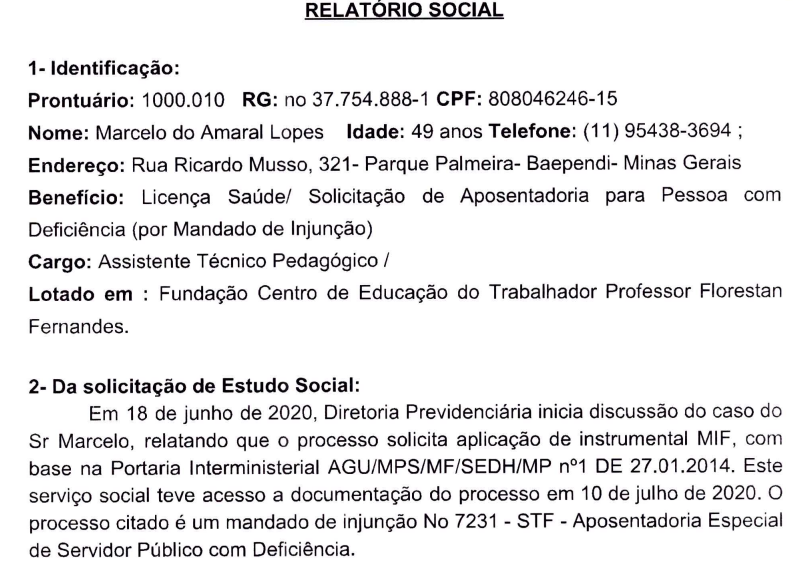 RELATÓRIO SOCIAL
1- Identificação:
Prontuário: 1000.010 RG: no 37.754.888-1 CPF: 808046246-15
Nome: Marcelo do Amaral Lopes Idade: 49 anos Telefone: (11) 95438-3694 ;
Endereço: Rua Ricardo Musso, 321- Parque Palmeira- Baependi- Minas Gerais
Benefício: Licença Saúde/ Solicitação de Aposentadoria para Pessoa com
Deficiência (por Mandado de Injunção)
Cargo: Assistente Técnico Pedagógico /
Lotado em : Fundação Centro de Educação do Trabalhador Professor Florestan
Fernandes.
2- Da solicitação de Estudo Social:
Em 18 de junho de 2020, Diretoria Previdenciária inicia discussão do caso do
Sr Marcelo, relatando que o processo solicita aplicação de instrumental MIF, com
base na Portaria Interministerial AGU/MPS/MF/SEDH/MP nº1 DE 27.01.2014. Este
serviço social teve acesso a documentação do processo em 10 de julho de 2020. O
processo citado é um mandado de injunção No 7231 - STF - Aposentadoria Especial
de Servidor Público com Deficiência.